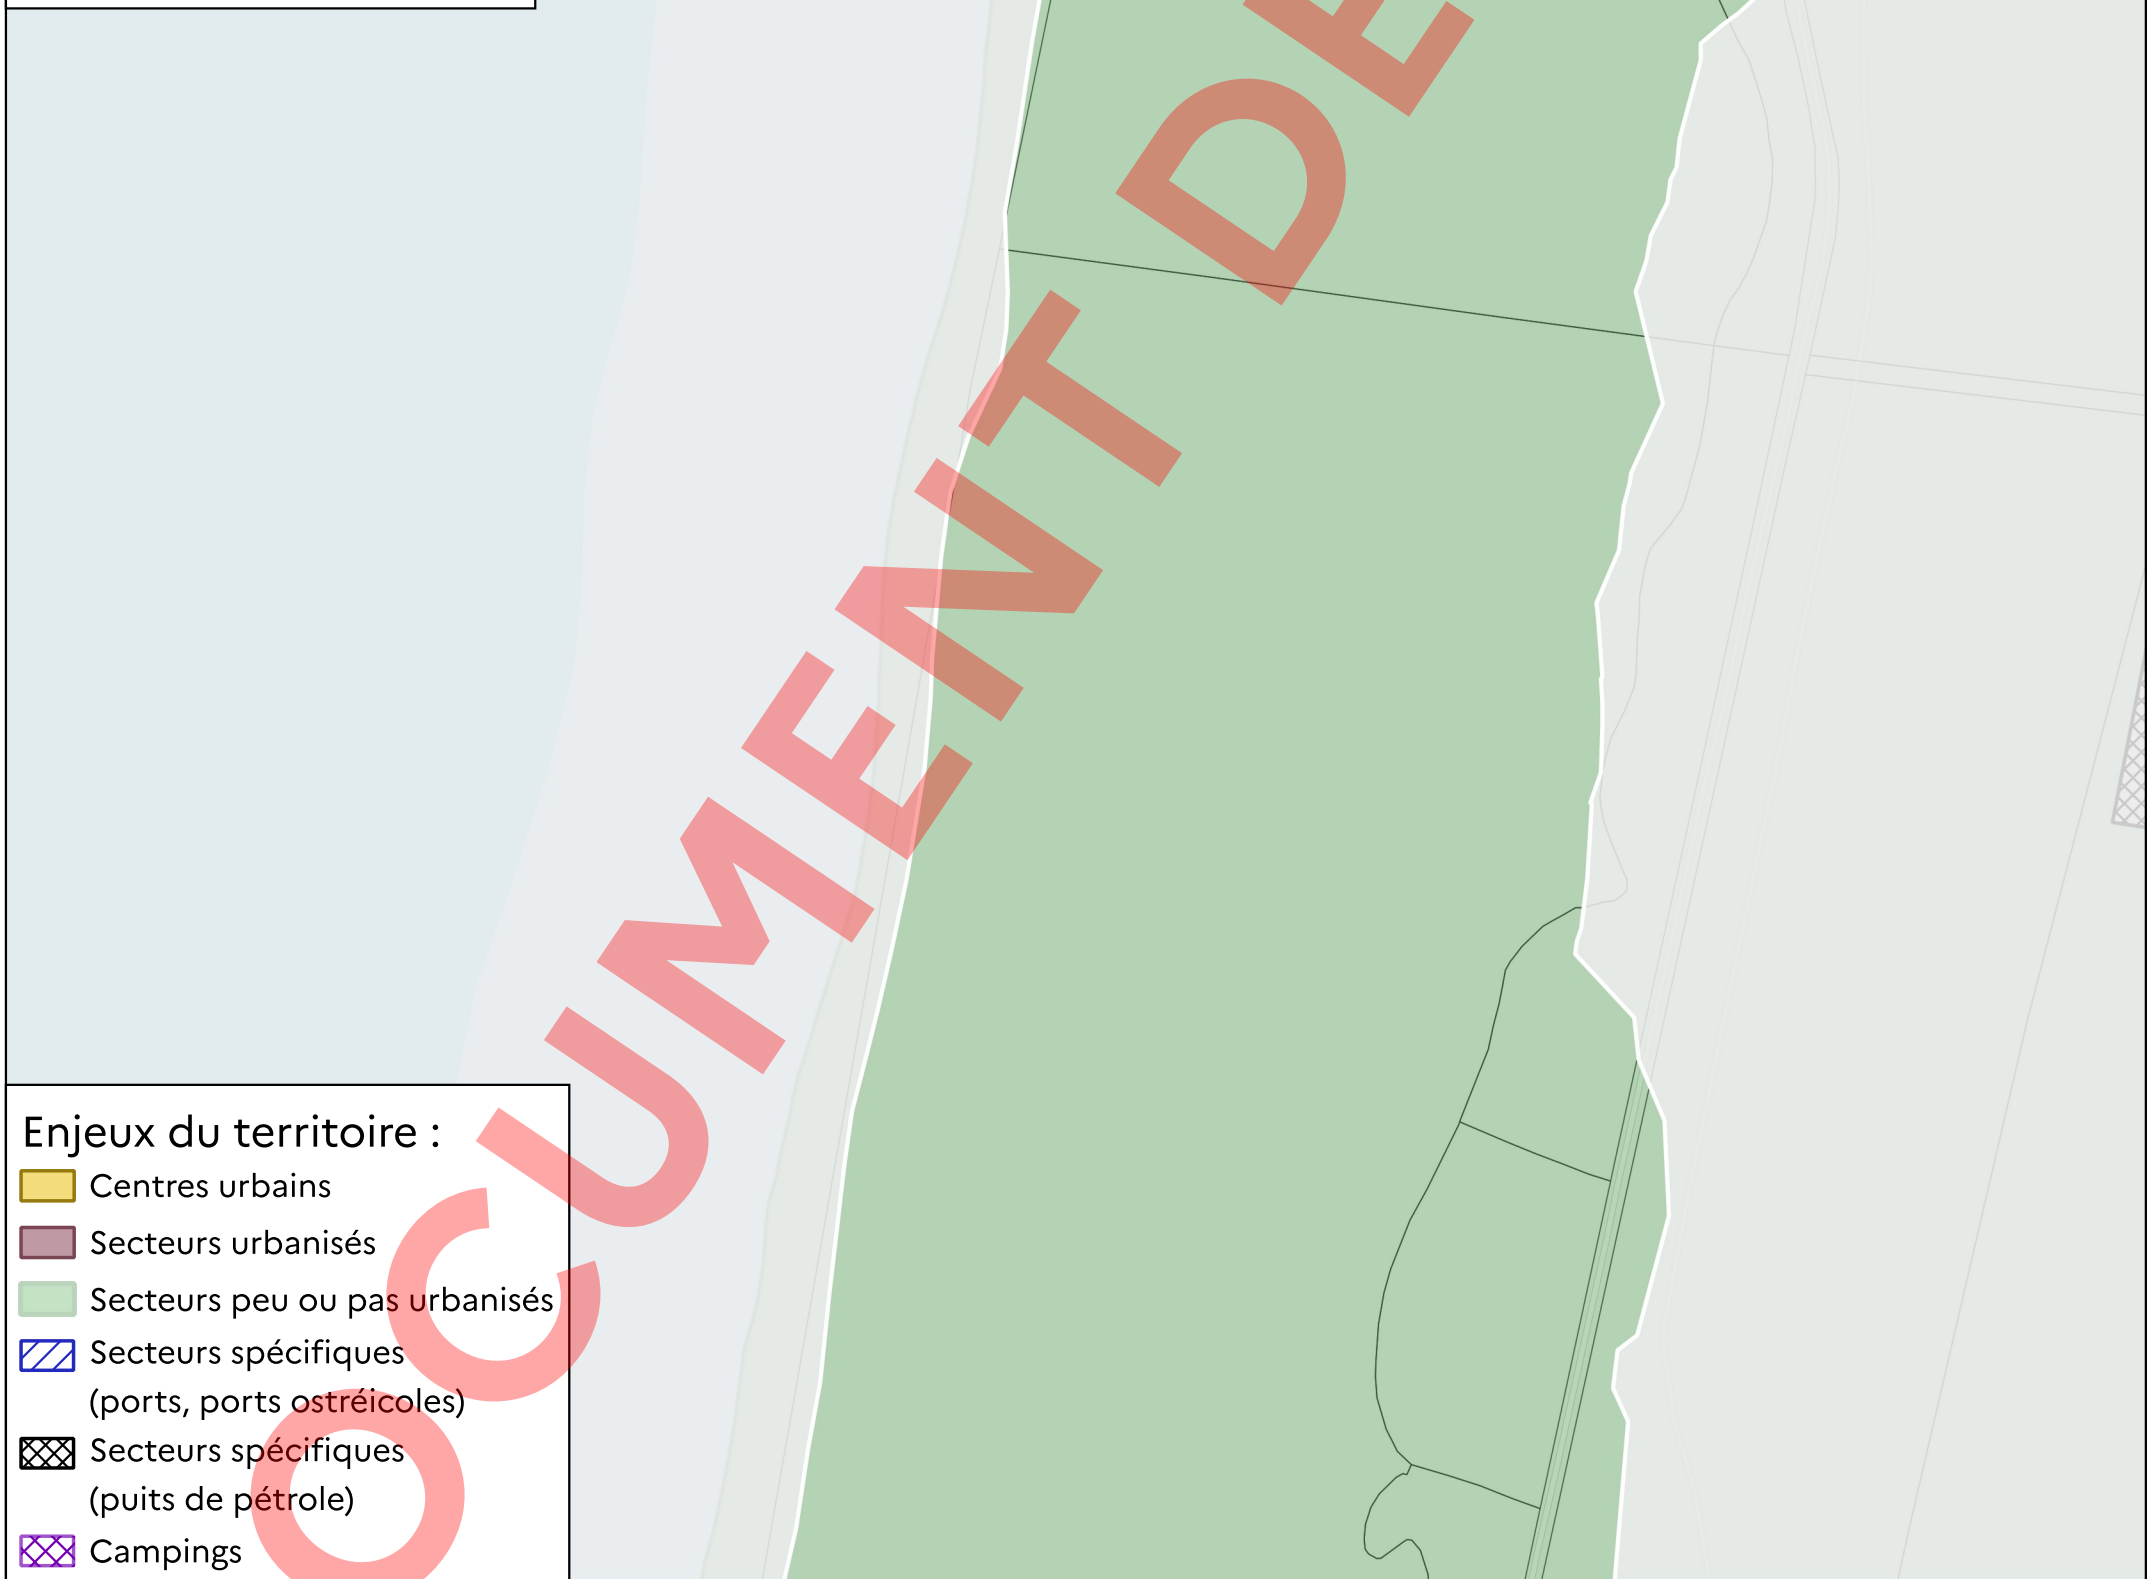 OCUMENT DE
Enjeux du territoire :
Centres urbains
Secteurs urbanisés
Secteurs peu ou pas urbanisés
Secteurs spécifiques
(ports, ports ostréicoles)
Secteurs spécifiques
(puits de pétrole)
Campings